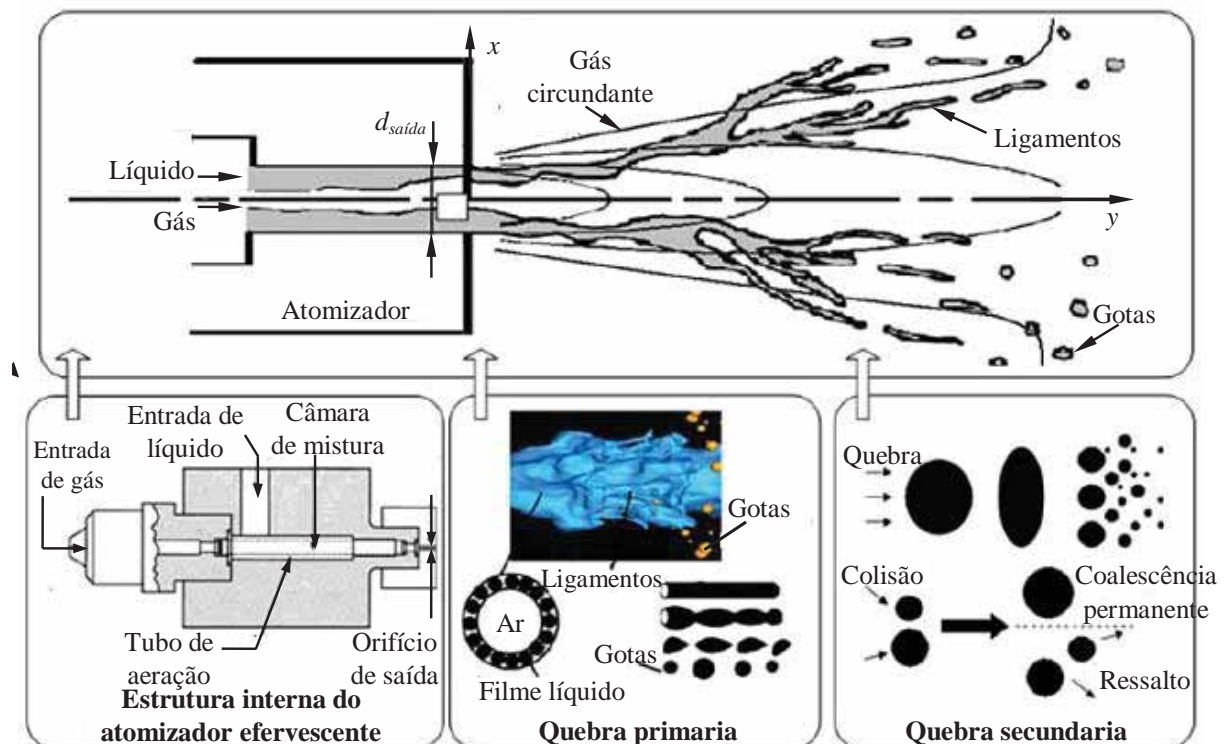 x
Gás
circundante
d_saída
Ligamentos
Líquido
Gás
y
Atomizador
Gotas
Entrada de
líquido
Câmara
de mistura
Entrada
de gás
Tubo de
aeração
Orifício
de saída
Estrutura interna do
atomizador efervescente
Gotas
Ligamentos
Ar
Gotas
Filme líquido
Quebra primaria
Quebra
Colisão
Coalescência
permanente
Ressalto
Quebra secundaria